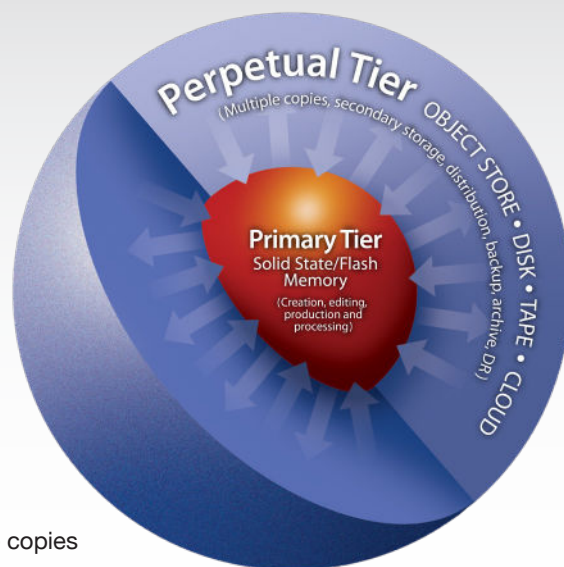 Perpetual Tier
(Multiple copies, secondary storage, distribution, backup, archive, DR)
OBJECT STORE • DISK • TAPE • CLOUD
Primary Tier
Solid State/Flash
Memory
(Creation, editing,
production and
processing)
copies